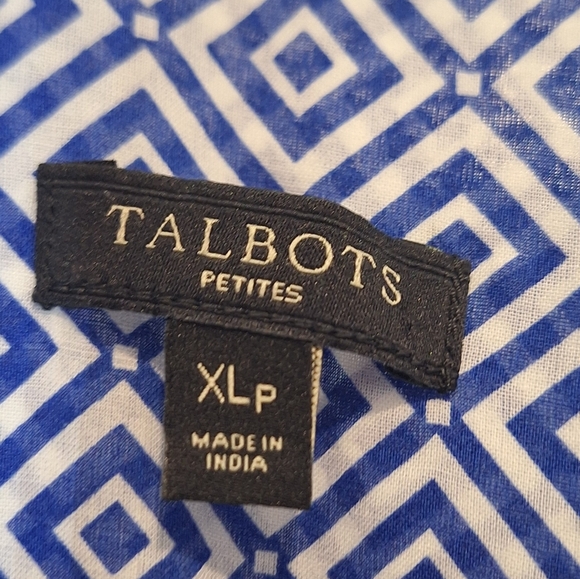 TALBOTS
PETITES
XLP
MADE IN
INDIA